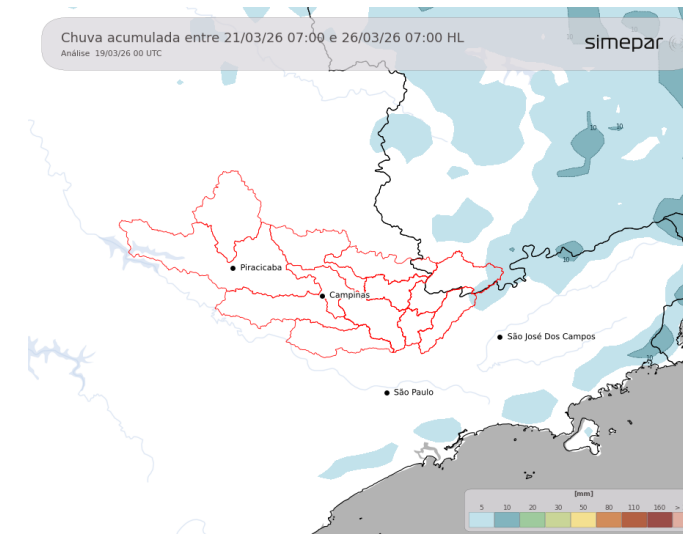 Chuva acumulada entre 21/03/26 07:00 e 26/03/26 07:00 HL
Análise 19/03/26 00 UTC
simepar
10
10
10
10
Piracicaba
10
Campinas
São José Dos Campos
10
São Paulo
[mm]
5 10 20 30 50 80 110 160 >